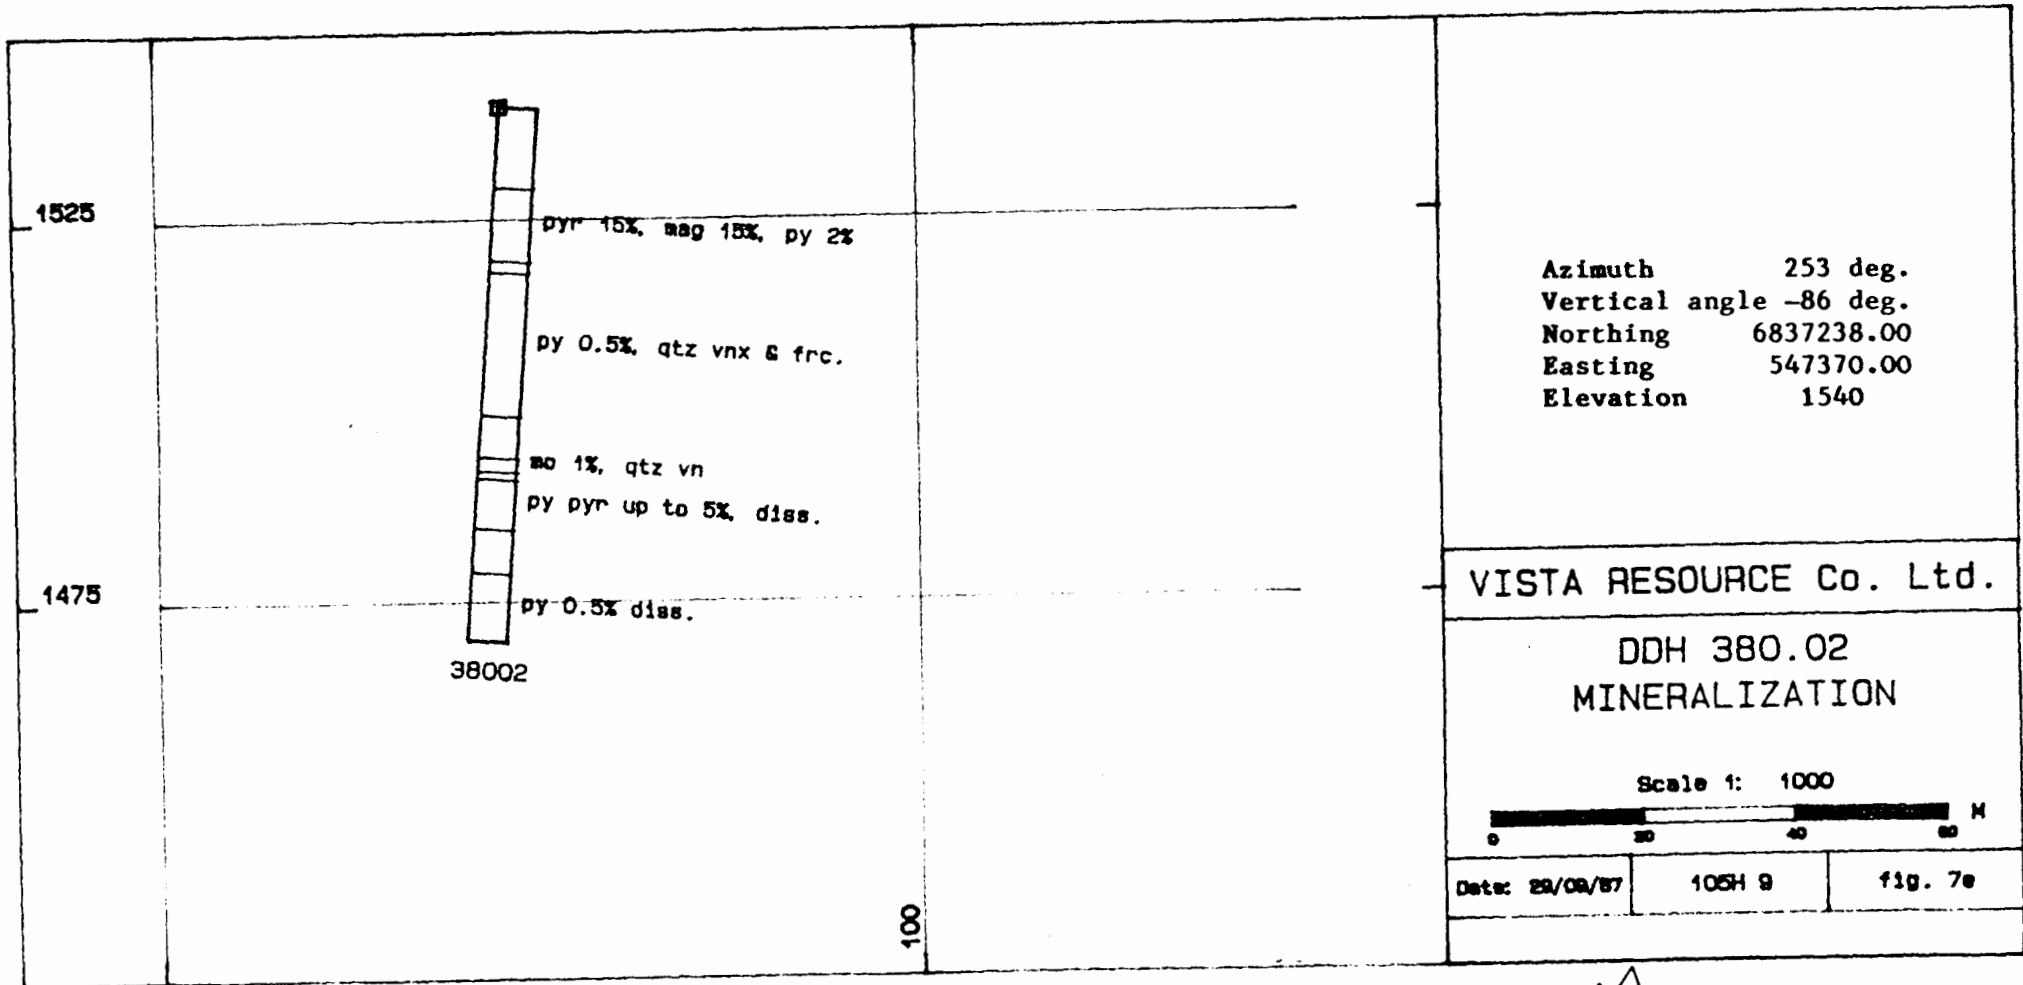 1525
pyr 15%, mag 15%, py 2%
py 0.5%, qtz vnx & frc.
mo 1%, qtz vn
py pyr up to 5%, diss.
1475
py 0.5% diss.
38002
100
Azimuth 253 deg.
Vertical angle -86 deg.
Northing 6837238.00
Easting 547370.00
Elevation 1540
VISTA RESOURCE Co. Ltd.
DDH 380.02
MINERALIZATION
Scale 1: 1000
M
0 20 40 60
Date: 29/09/87
105H 9
fig. 7e